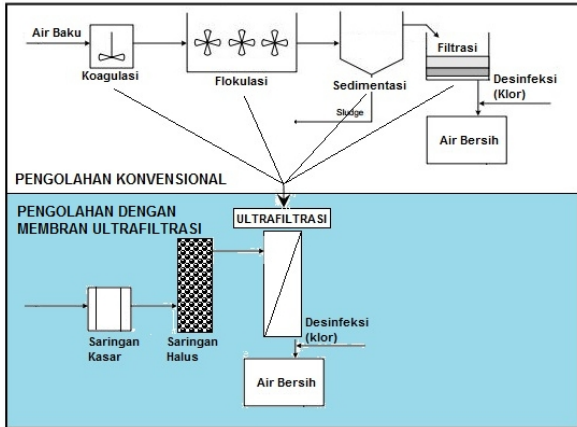 Air Baku
Koagulasi
Flokulasi
Sedimentasi
Sludge
Filtrasi
Desinfeksi
(Klor)
Air Bersih
PENGOLAHAN KONVENSIONAL
PENGOLAHAN DENGAN
MEMBRAN ULTRAFILTRASI
ULTRAFILTRASI
Saringan
Kasar
Saringan
Halus
Desinfeksi
(klor)
Air Bersih